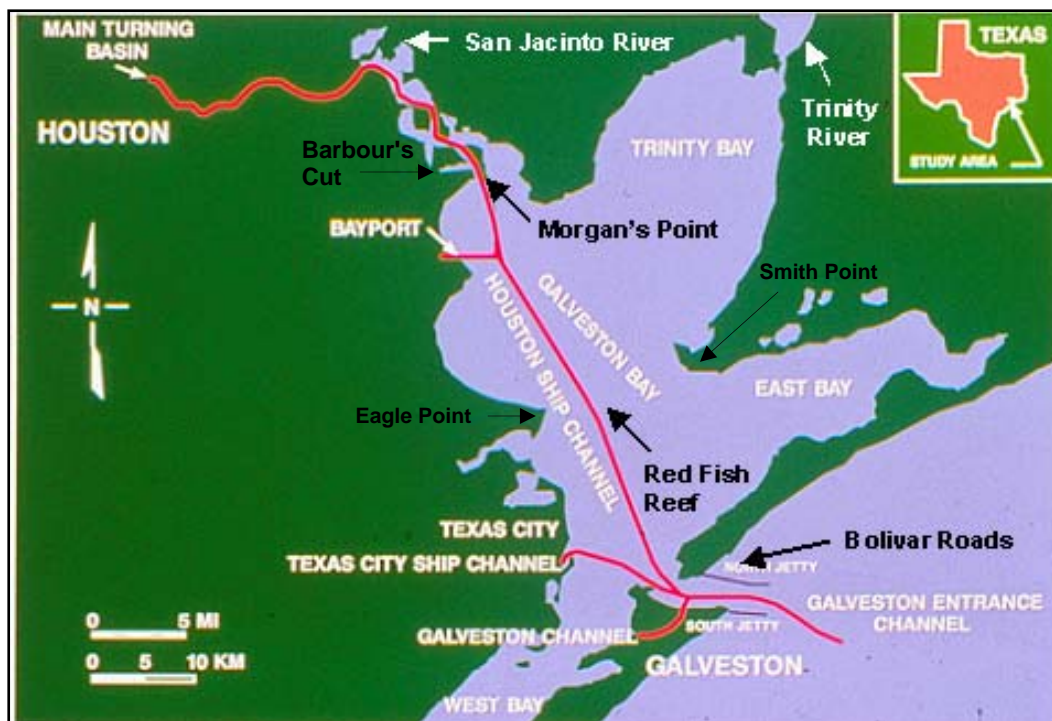 MAIN TURNING
BASIN
San Jacinto River
TEXAS
HOUSTON
Trinity
River
TRINITY BAY
STUDY AREA
Barbour's
Cut
Morgan's Point
BAYPORT
N
Smith Point
HOUSTON SHIP CHANNEL
GALVESTON BAY
EAST BAY
Eagle Point
Red Fish
Reef
TEXAS CITY
TEXAS CITY SHIP CHANNEL
Bolivar Roads
NORTH JETTY
GALVESTON ENTRANCE
CHANNEL
0 5 MI
0 5 10 KM
GALVESTON CHANNEL
SOUTH JETTY
GALVESTON
WEST BAY